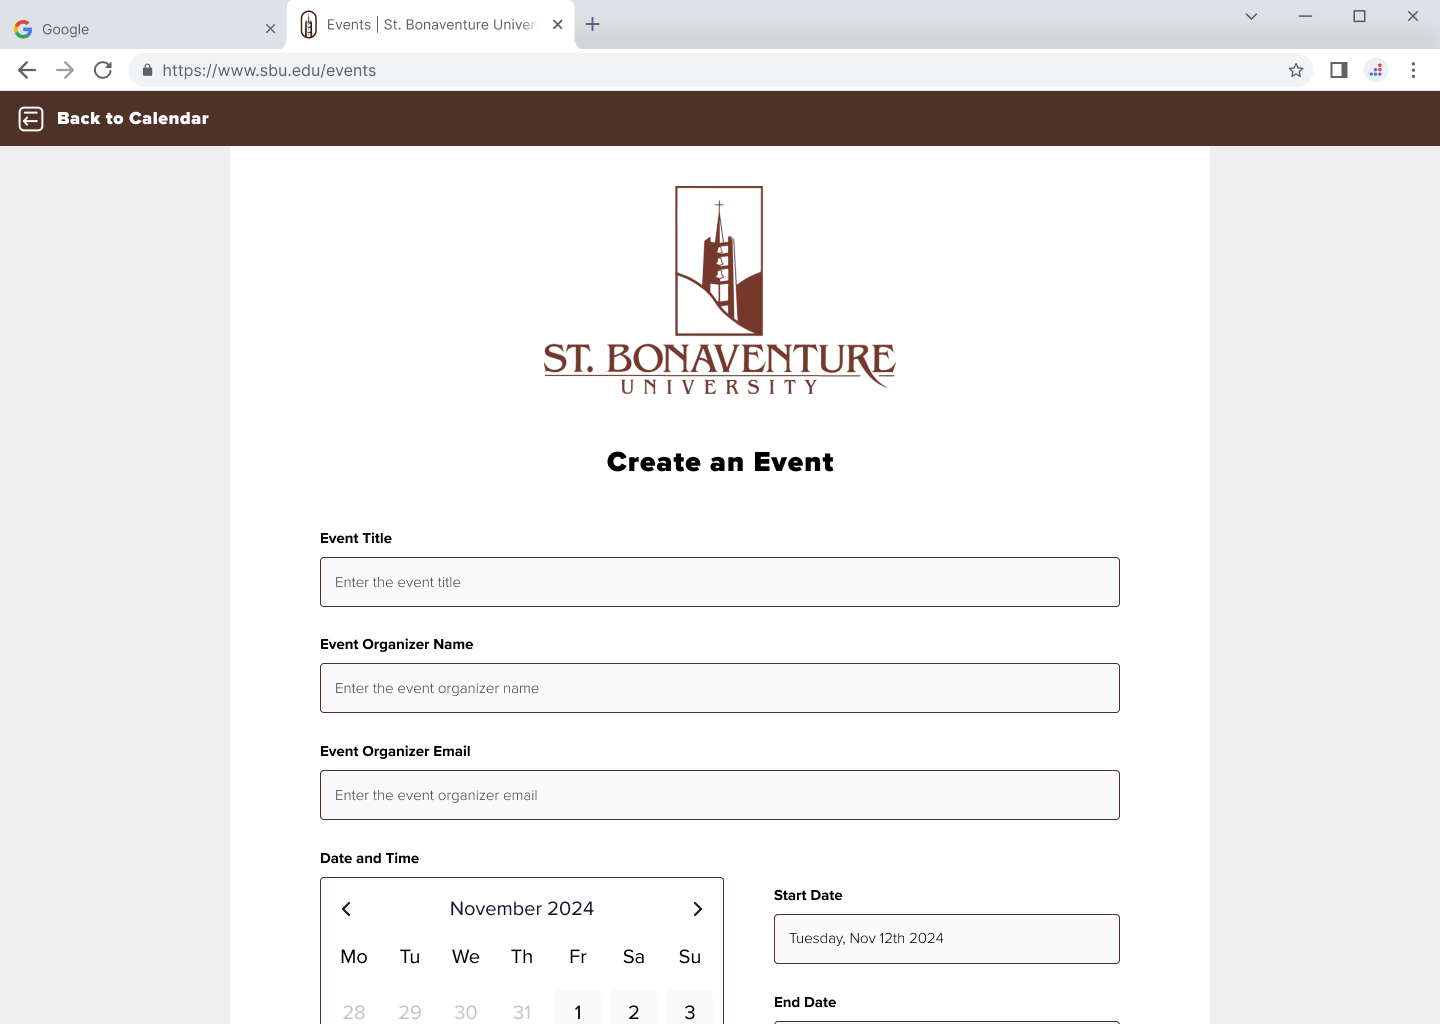 Google
Events | St. Bonaventure Univer
https://www.sbu.edu/events
Back to Calendar
ST. BONAVENTURE
UNIVERSITY
Create an Event
Event Title
Enter the event title
Event Organizer Name
Enter the event organizer name
Event Organizer Email
Enter the event organizer email
Date and Time
November 2024
Mo Tu We Th Fr Sa Su
28 29 30 31 1 2 3
Start Date
Tuesday, Nov 12th 2024
End Date